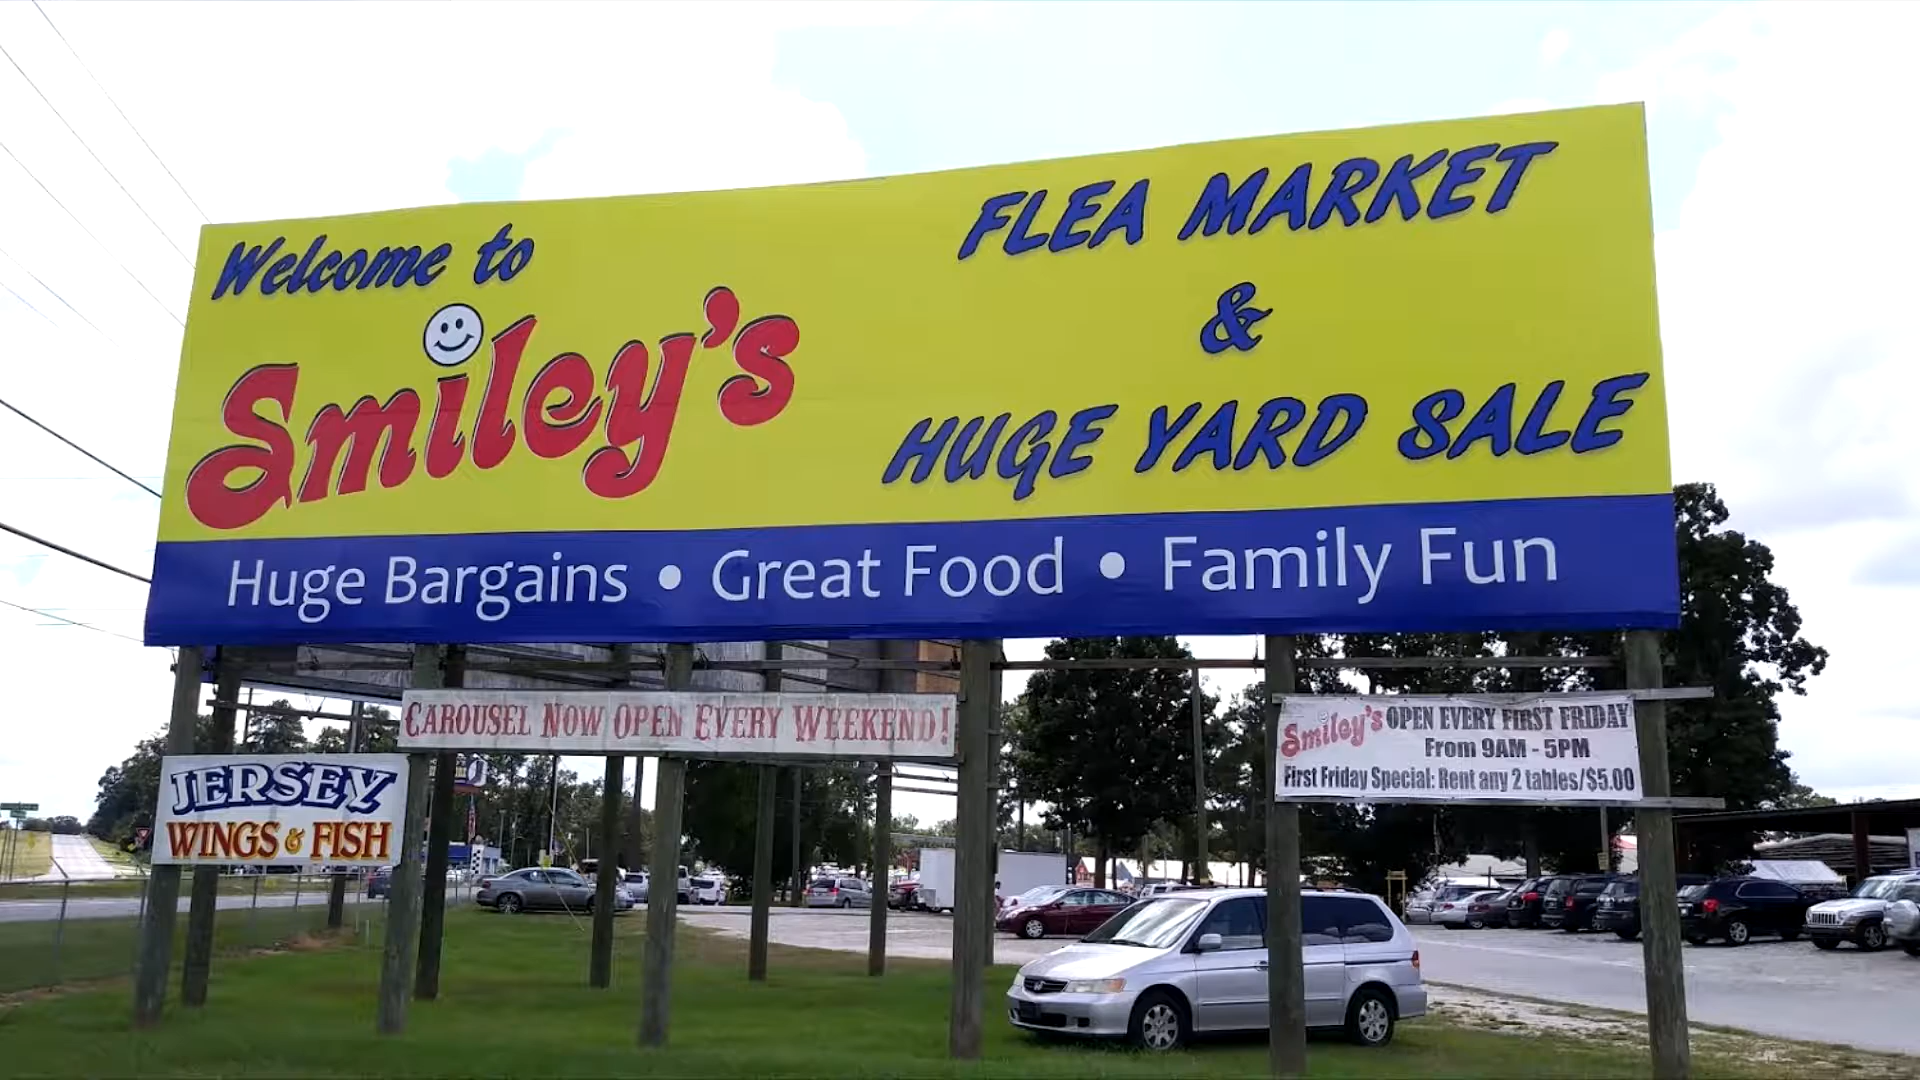 Welcome to
Smiley's
FLEA MARKET
&
HUGE YARD SALE
Huge Bargains • Great Food • Family Fun
CAROUSEL NOW OPEN EVERY WEEKEND!
JERSEY
WINGS & FISH
Smiley's OPEN EVERY FIRST FRIDAY
From 9AM - 5PM
First Friday Special: Rent any 2 tables/$5.00